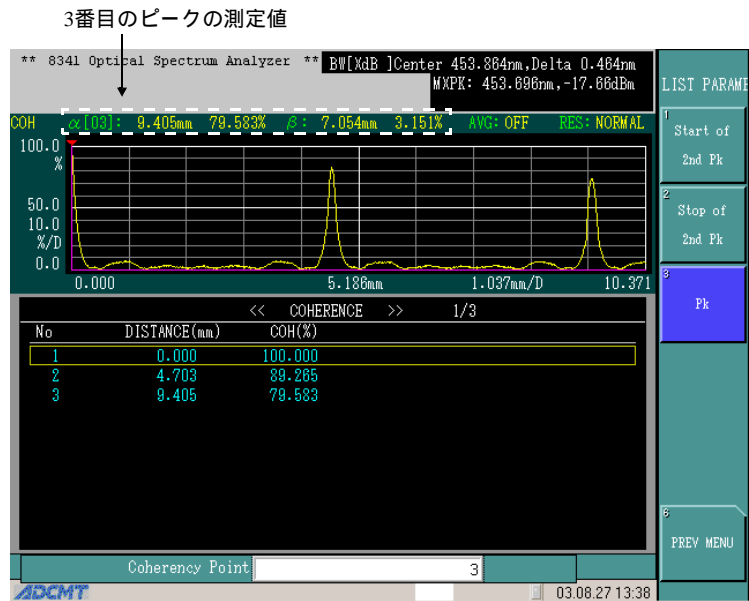 3番目のピークの測定値
** 8341 Optical Spectrum Analyzer **
BW[XdB ]Center 453.864nm,Delta 0.464nm
MXPK: 453.696nm,-17.66dBm
LIST PARAME
COH α[03]: 9.405mm 79.583% β: 7.054mm 3.151% AVG: OFF RES: NORMAL
100.0
%
50.0
10.0
%/D
0.0
0.000 5.186mm 1.037mm/D 10.371
1
Start of
2nd Pk
2
Stop of
2nd Pk
3
Pk
<< COHERENCE >> 1/3
No DISTANCE(mm) COH(%)
1 0.000 100.000
2 4.703 89.265
3 9.405 79.583
6
PREV MENU
Coherency Point 3
ADCMT 03.08.27 13:38